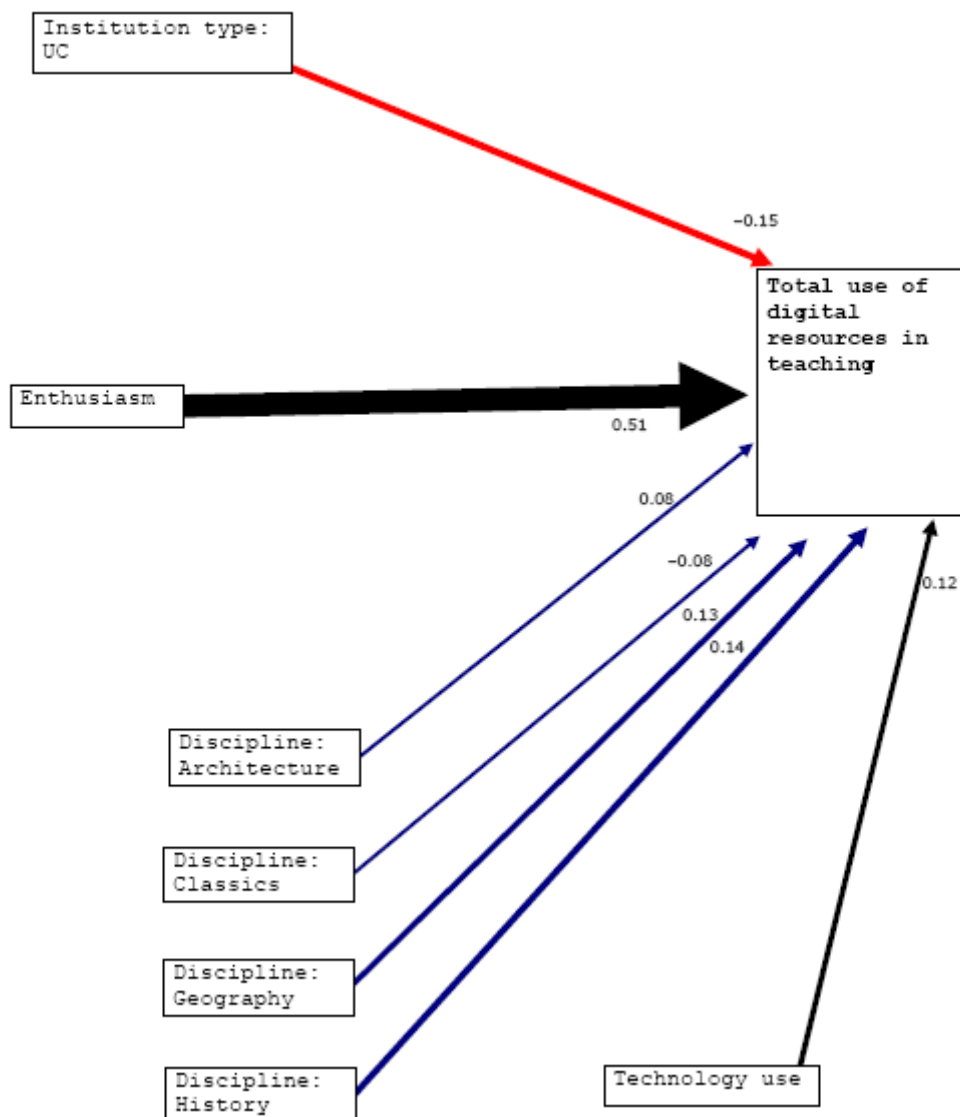 Institution type:
UC
−0.15
Total use of
digital
resources in
teaching
Enthusiasm
0.51
0.08
−0.08
0.12
0.13
0.14
Discipline:
Architecture
Discipline:
Classics
Discipline:
Geography
Discipline:
History
Technology use